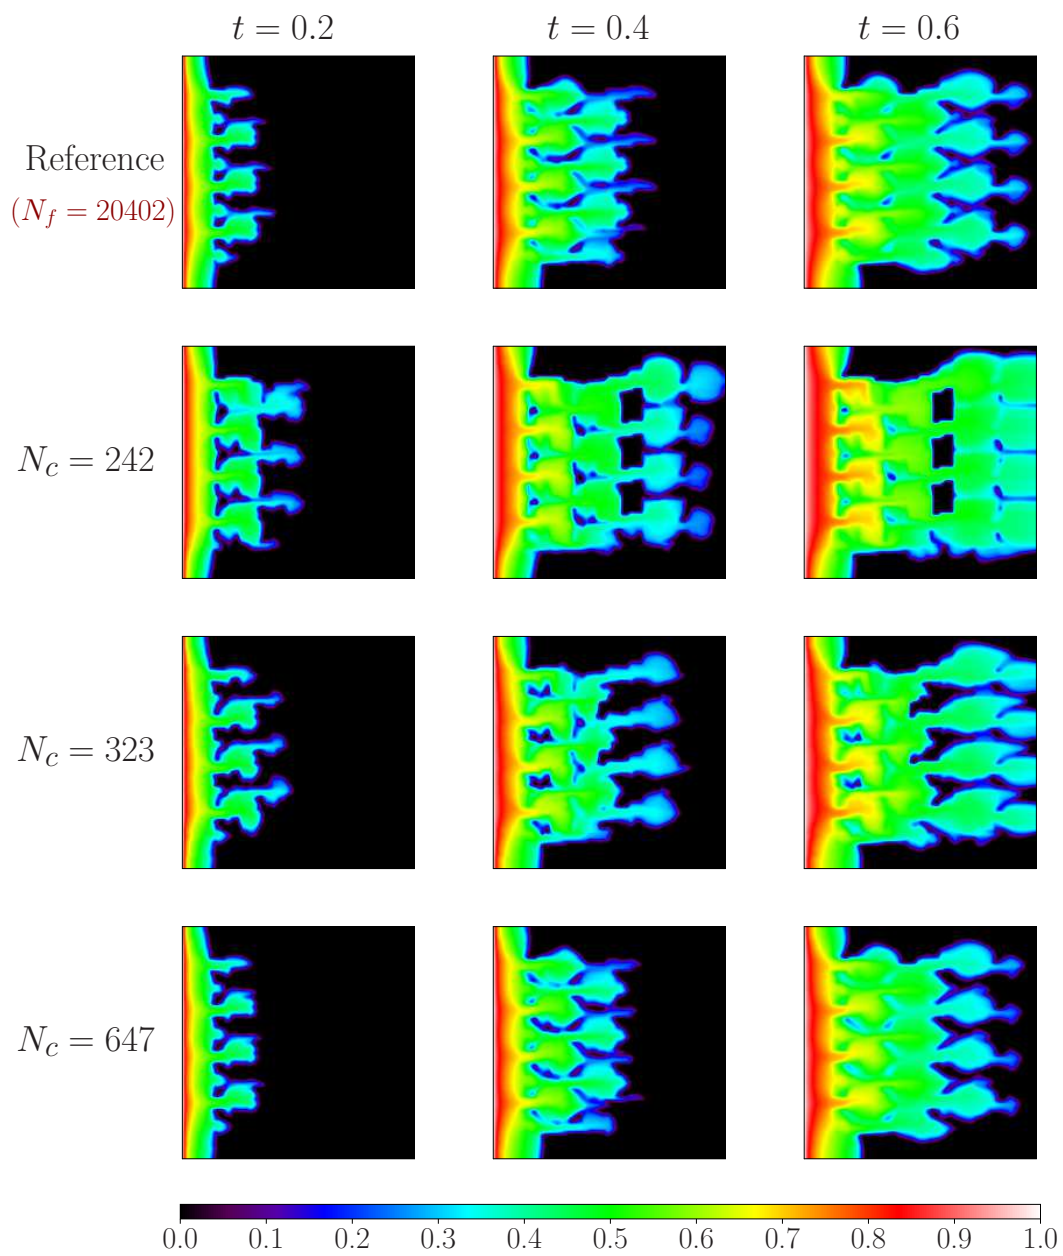 t = 0.2 t = 0.4 t = 0.6
Reference
(N_f = 20402)
N_c = 242
N_c = 323
N_c = 647
0.0 0.1 0.2 0.3 0.4 0.5 0.6 0.7 0.8 0.9 1.0